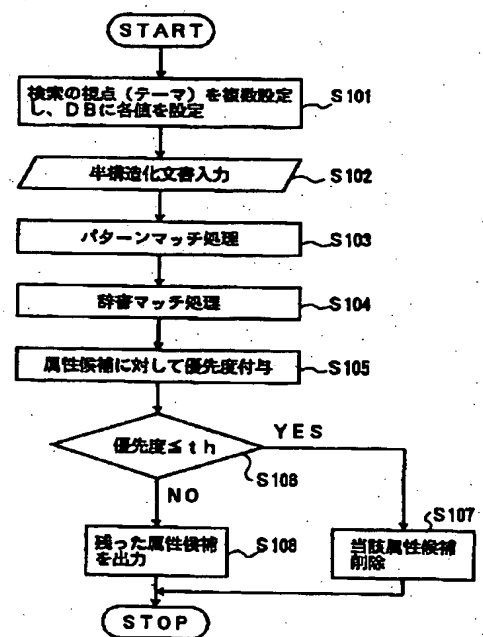 START
検索の視点（テーマ）を複数設定
し、DBに各値を設定
S101
半構造化文書入力
S102
パターンマッチ処理
S103
辞書マッチ処理
S104
属性候補に対して優先度付与
S105
優先度≦th
YES
S106
NO
S107
残った属性候補
を出力
S108
当該属性候補
削除
STOP